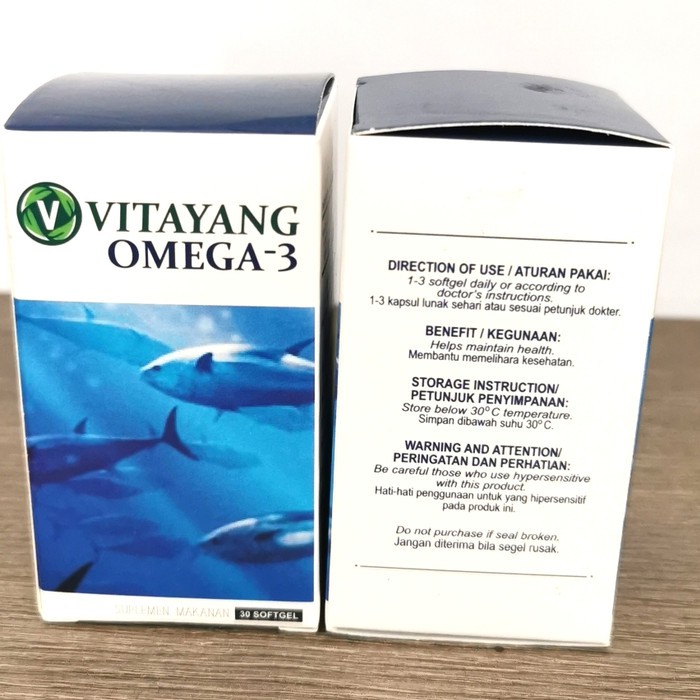 V VITAYANG
OMEGA-3
SUPLEMEN MAKANAN 30 SOFTGEL
DIRECTION OF USE / ATURAN PAKAI:
1-3 softgel daily or according to
doctor's instructions.
1-3 kapsul lunak sehari atau sesuai petunjuk dokter.
BENEFIT / KEGUNAAN:
Helps maintain health.
Membantu memelihara kesehatan.
STORAGE INSTRUCTION/
PETUNJUK PENYIMPANAN:
Store below 30°C temperature.
Simpan dibawah suhu 30°C.
WARNING AND ATTENTION/
PERINGATAN DAN PERHATIAN:
Be careful those who use hypersensitive
with this product.
Hati-hati penggunaan untuk yang hipersensitif
pada produk ini.
Do not purchase if seal broken.
Jangan diterima bila segel rusak.